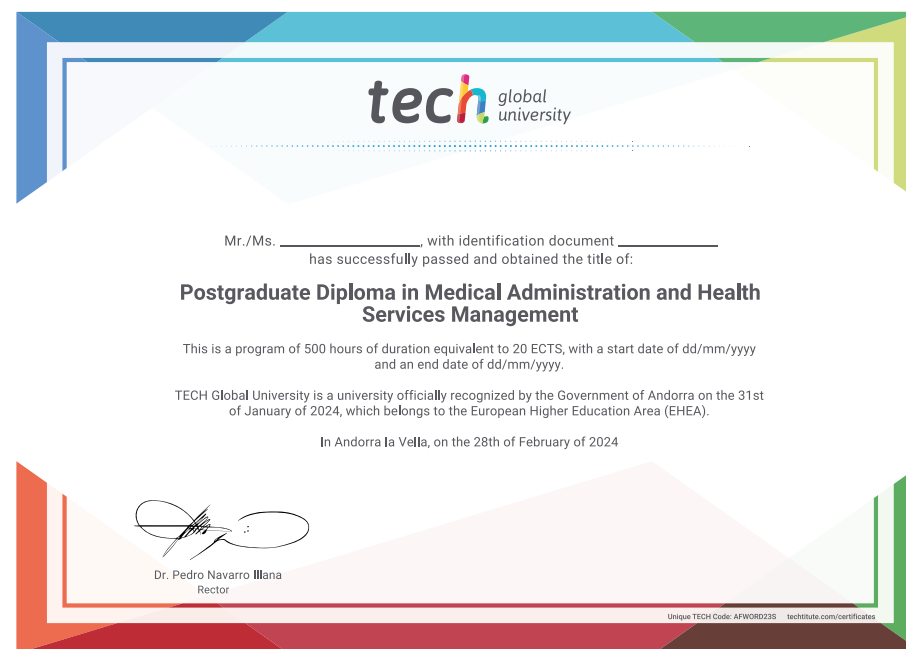 tech global
university
Mr./Ms. ____________, with identification document ____________
has successfully passed and obtained the title of:
Postgraduate Diploma in Medical Administration and Health
Services Management
This is a program of 500 hours of duration equivalent to 20 ECTS, with a start date of dd/mm/yyyy
and an end date of dd/mm/yyyy.
TECH Global University is a university officially recognized by the Government of Andorra on the 31st
of January of 2024, which belongs to the European Higher Education Area (EHEA).
In Andorra la Vella, on the 28th of February of 2024
Dr. Pedro Navarro Illana
Rector
Unique TECH Code: AFWORD23S techtitute.com/certificates